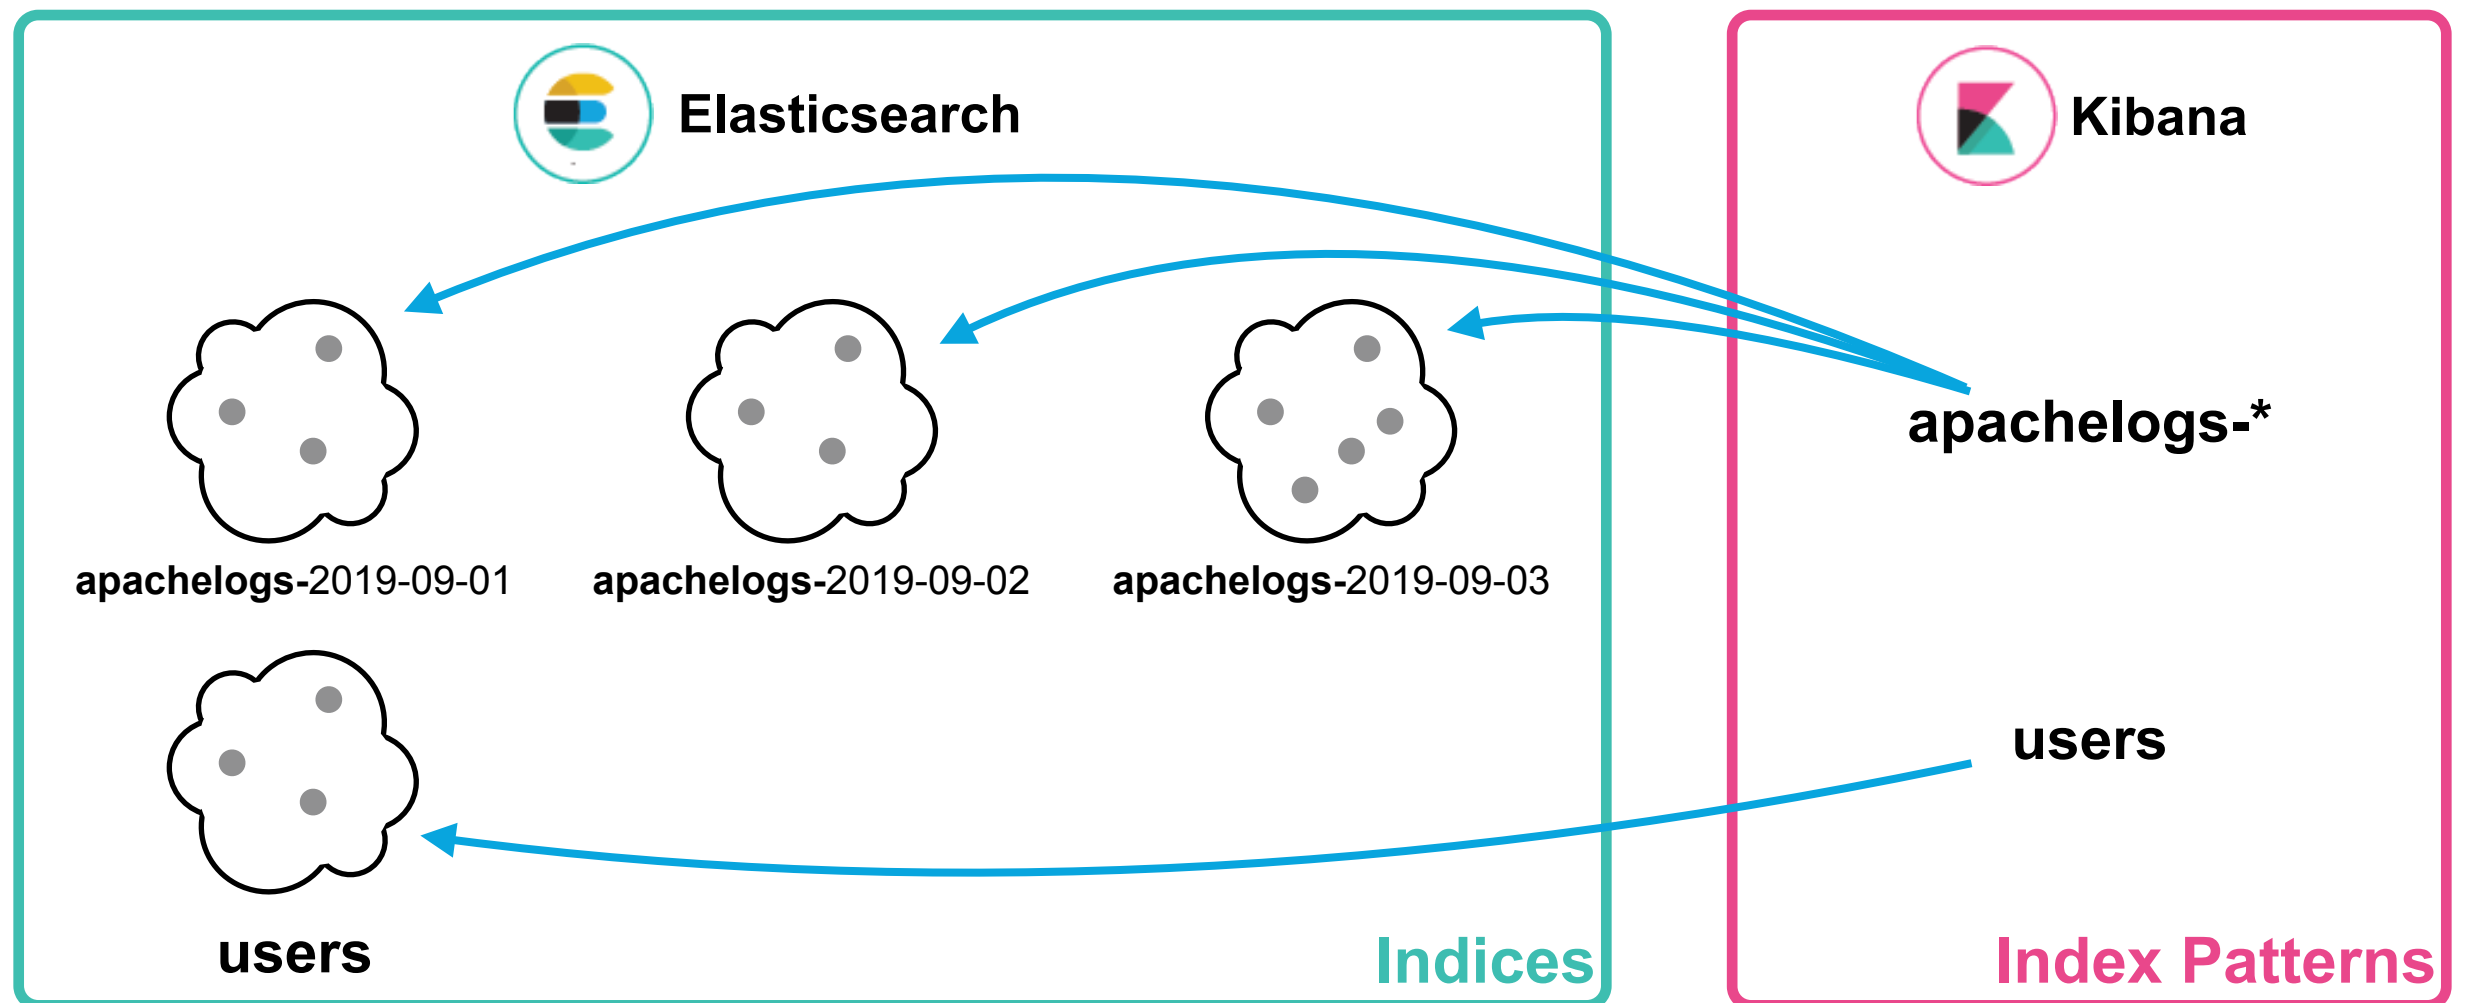 Elasticsearch
Kibana
apachelogs-*
apachelogs-2019-09-01
apachelogs-2019-09-02
apachelogs-2019-09-03
users
users
Indices
Index Patterns